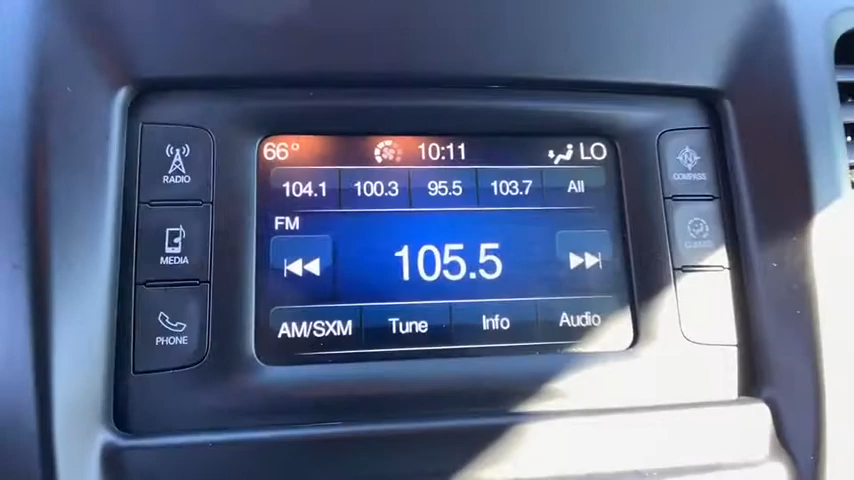 RADIO
MEDIA
PHONE
66° 10:11 LO
104.1 100.3 95.5 103.7 All
FM
105.5
AM/SXM Tune Info Audio
COMPASS
CLIMATE